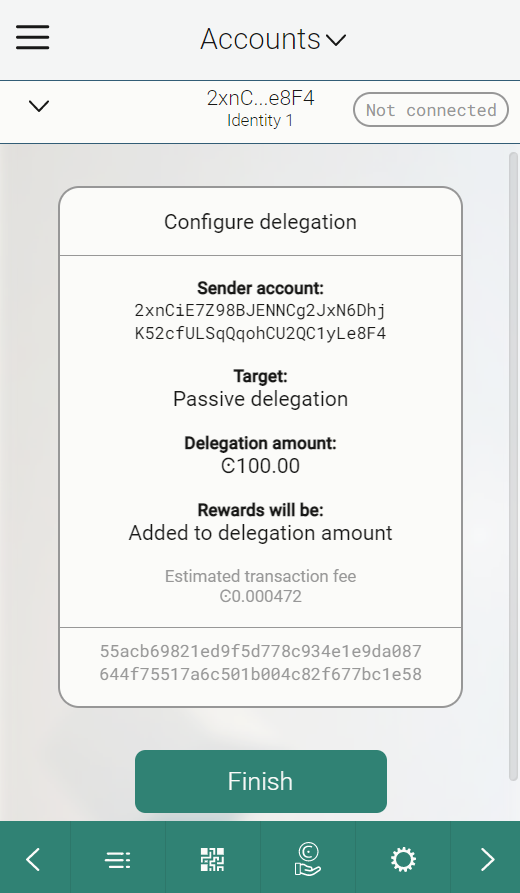 Accounts
2xnC...e8F4
Identity 1
Not connected
Configure delegation
Sender account:
2xnCiE7Z98BJENNCg2JxN6Dhj
K52cfULSqQqohCU2QC1yLe8F4
Target:
Passive delegation
Delegation amount:
Ͼ100.00
Rewards will be:
Added to delegation amount
Estimated transaction fee
Ͼ0.000472
55acb69821ed9f5d778c934e1e9da087
644f75517a6c501b004c82f677bc1e58
Finish